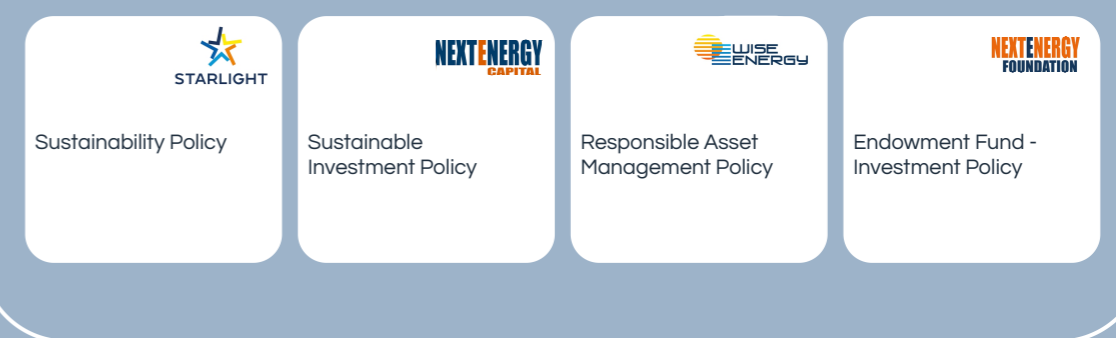 STARLIGHT
Sustainability Policy
NEXTENERGY
CAPITAL
Sustainable
Investment Policy
WISE
ENERGY
Responsible Asset
Management Policy
NEXTENERGY
FOUNDATION
Endowment Fund -
Investment Policy